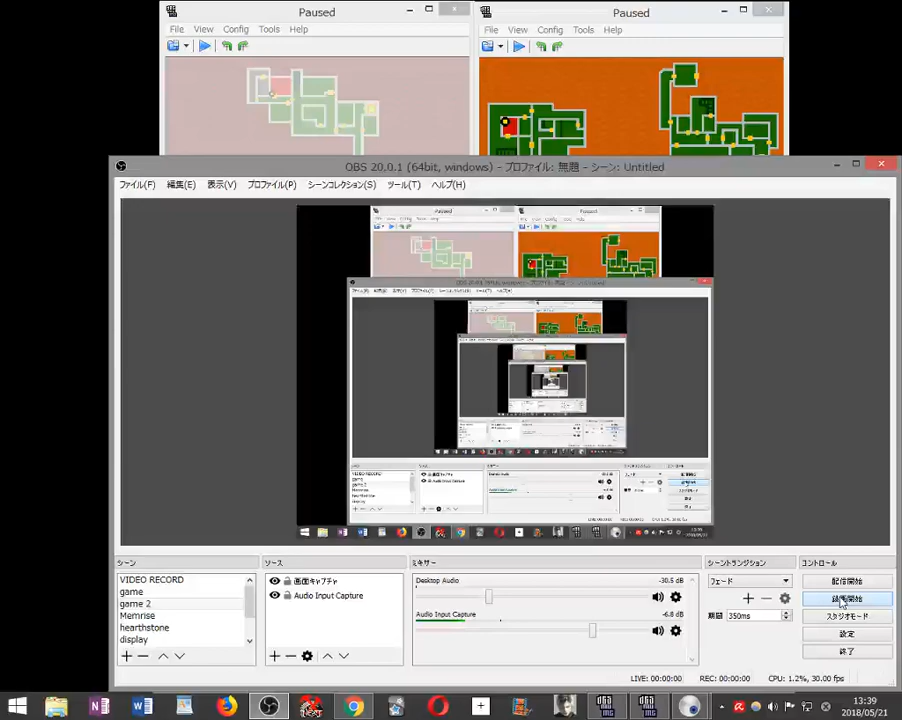 Paused
File View Config Tools Help
Paused
File View Config Tools Help
OBS 20.0.1 (64bit, windows) - プロファイル: 無題 - シーン: Untitled
ファイル(F) 編集(E) 表示(V) プロファイル(P) シーンコレクション(S) ツール(T) ヘルプ(H)
シーン
VIDEO RECORD
game
game 2
Memrise
hearthstone
display
ソース
画面キャプチャ
Audio Input Capture
ミキサー
Desktop Audio
-30.5 dB
Audio Input Capture
-6.8 dB
シーントランジション
フェード
期間 350ms
コントロール
配信開始
録画開始
スタジオモード
設定
終了
LIVE: 00:00:00 REC: 00:00:00 CPU: 1.2%, 30.00 fps
13:39
2018/05/21